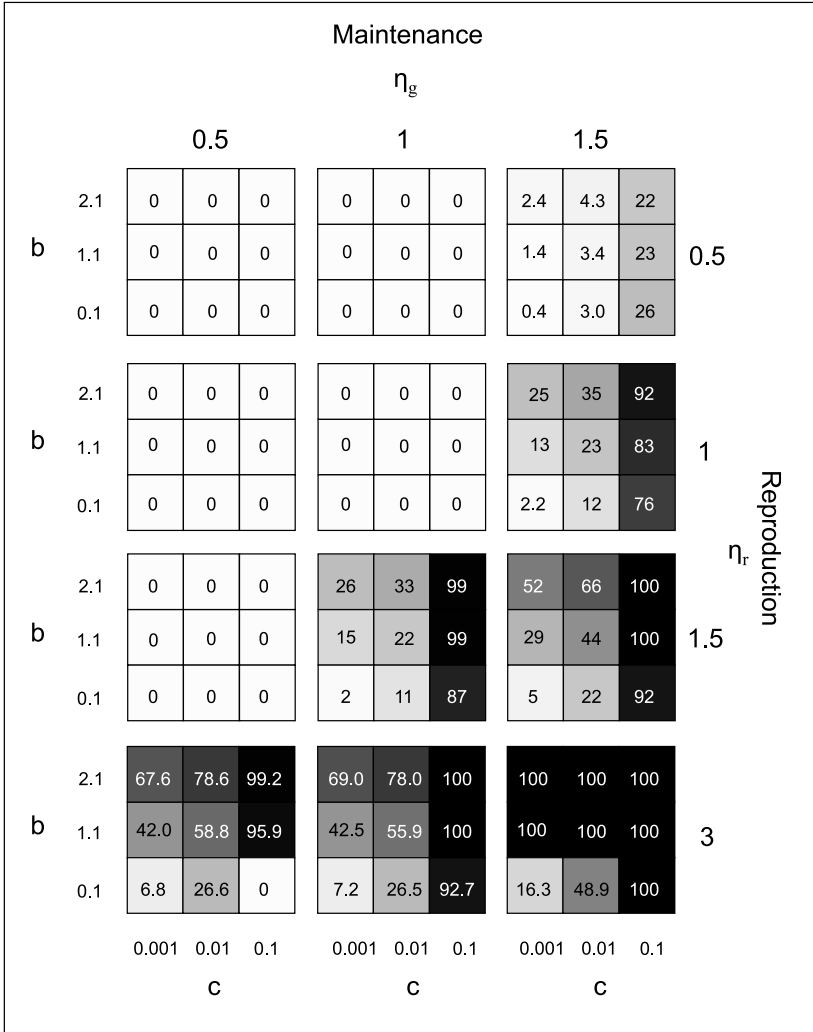 Maintenance
ηg
0.5 1 1.5
2.1 0 0 0 0 0 0 2.4 4.3 22
b 1.1 0 0 0 0 0 0 1.4 3.4 23 0.5
0.1 0 0 0 0 0 0 0.4 3.0 26
2.1 0 0 0 0 0 0 25 35 92
b 1.1 0 0 0 0 0 0 13 23 83 1
0.1 0 0 0 0 0 0 2.2 12 76
Reproduction
ηr
2.1 0 0 0 26 33 99 52 66 100
b 1.1 0 0 0 15 22 99 29 44 100 1.5
0.1 0 0 0 2 11 87 5 22 92
2.1 67.6 78.6 99.2 69.0 78.0 100 100 100 100
b 1.1 42.0 58.8 95.9 42.5 55.9 100 100 100 100 3
0.1 6.8 26.6 0 7.2 26.5 92.7 16.3 48.9 100
0.001 0.01 0.1 0.001 0.01 0.1 0.001 0.01 0.1
c c c